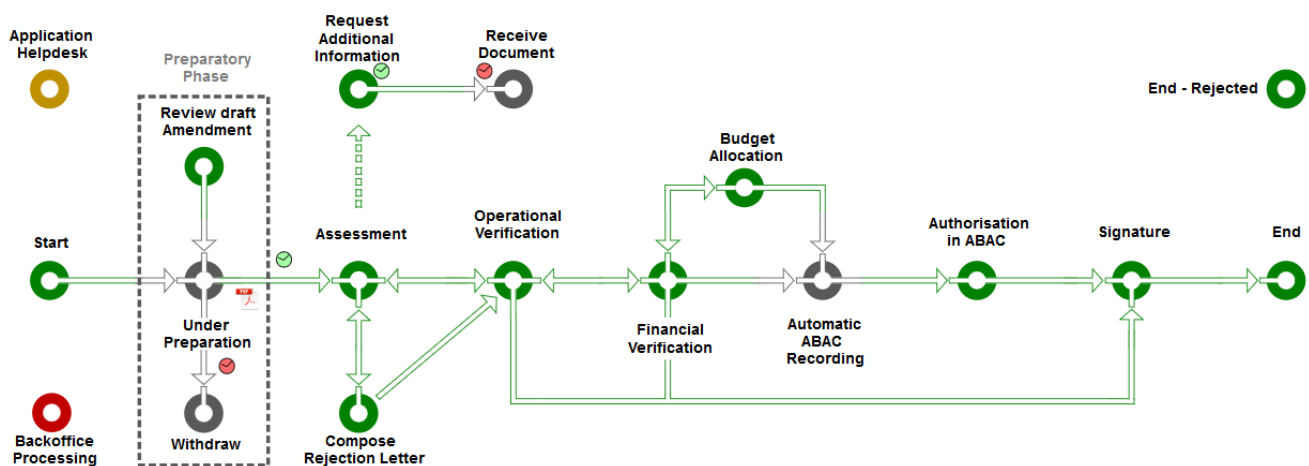 Application
Helpdesk
Preparatory
Phase
Request
Additional
Information
Receive
Document
End - Rejected
Review draft
Amendment
Budget
Allocation
Start
Assessment
Operational
Verification
Authorisation
in ABAC
Signature
End
PDF
Under
Preparation
Financial
Verification
Automatic
ABAC
Recording
Backoffice
Processing
Withdraw
Compose
Rejection Letter